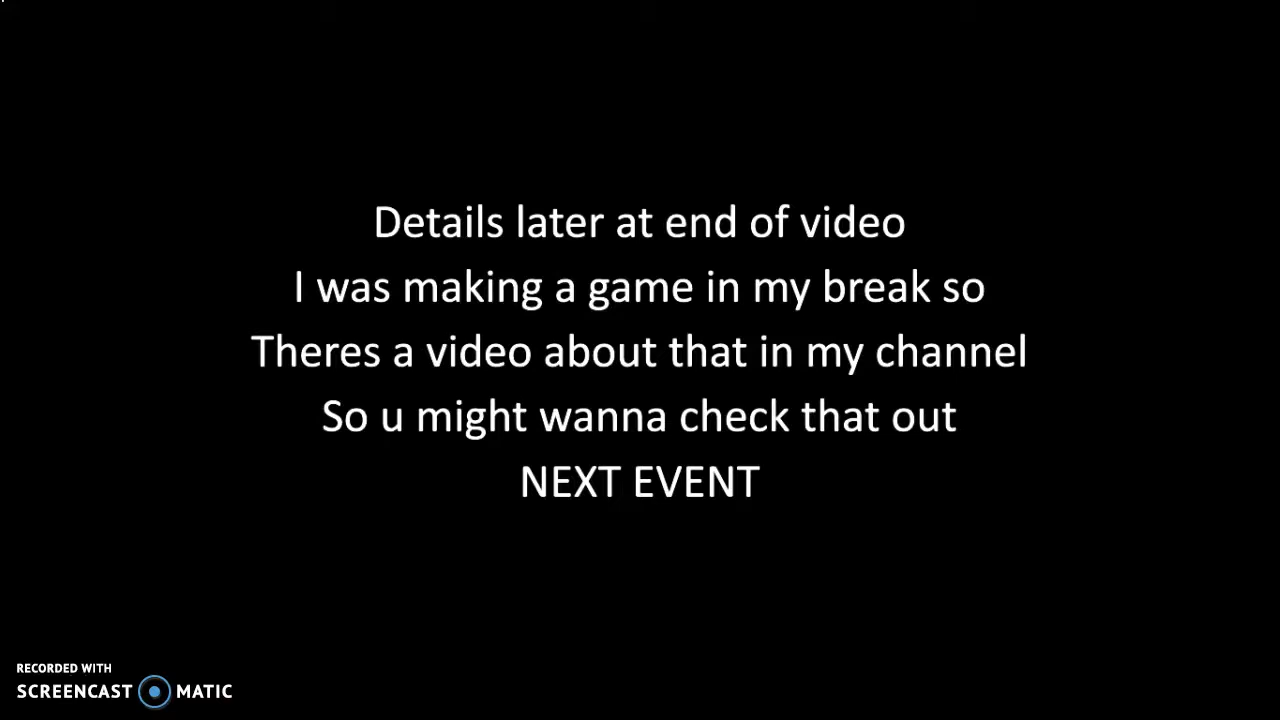 Details later at end of video
I was making a game in my break so
Theres a video about that in my channel
So u might wanna check that out
NEXT EVENT
RECORDED WITH
SCREENCAST MATIC